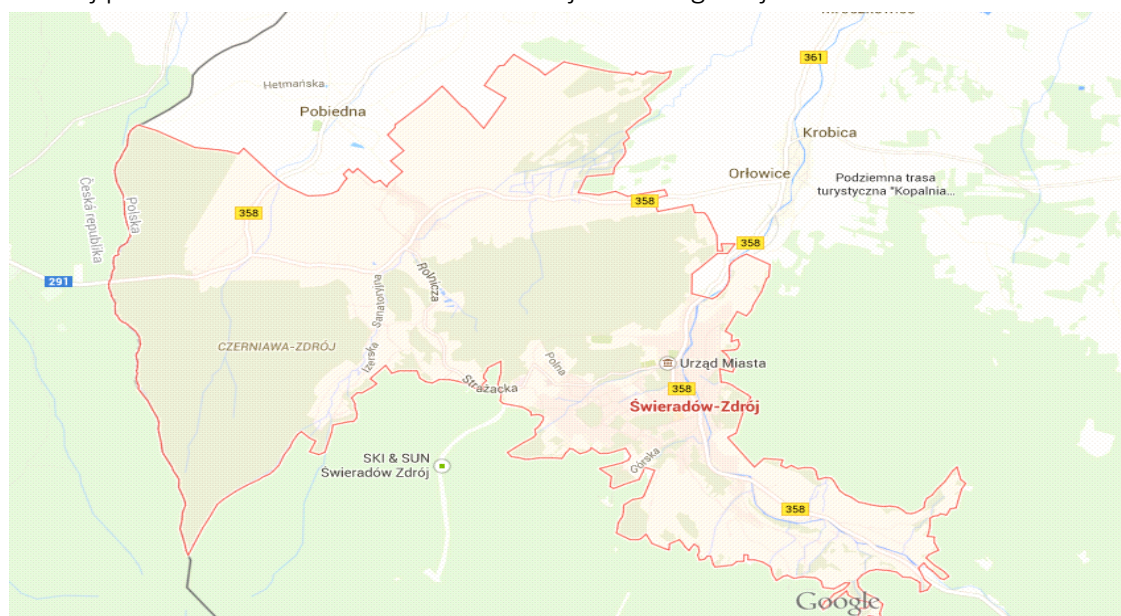 361
Hetmańska
Pobiedna
Krobica
Orłowice
Podziemna trasa
turystyczna "Kopalnia...
Česká republika
Polska
358
358
358
291
Rolnicza
Sanatoryjna
CZERNIAWA-ZDRÓJ
Izerska
Polna
Urząd Miasta
Strażacka
358
Świeradów-Zdrój
SKI & SUN
Świeradów Zdrój
Górska
358
Google